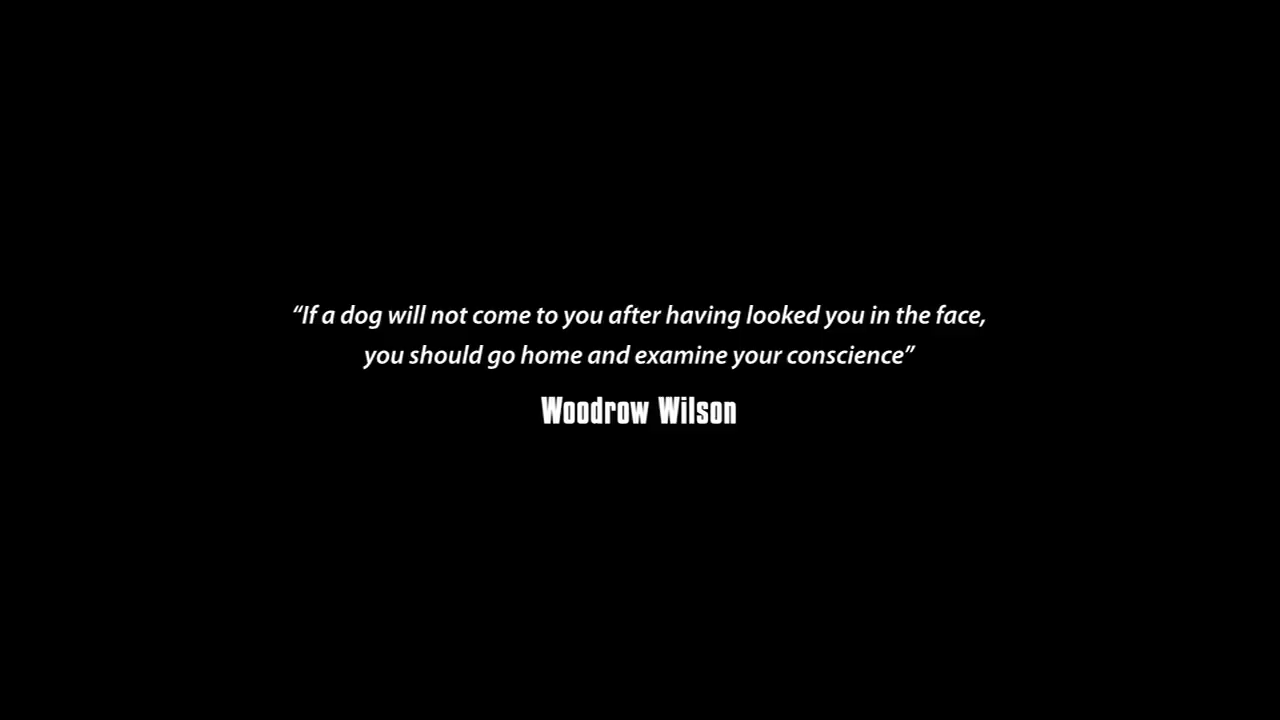 “If a dog will not come to you after having looked you in the face,
you should go home and examine your conscience”
Woodrow Wilson